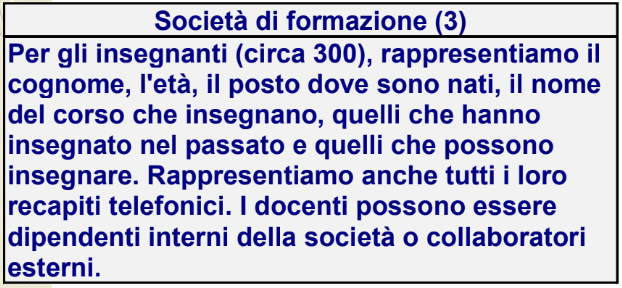 Società di formazione (3)
Per gli insegnanti (circa 300), rappresentiamo il
cognome, l'età, il posto dove sono nati, il nome
del corso che insegnano, quelli che hanno
insegnato nel passato e quelli che possono
insegnare. Rappresentiamo anche tutti i loro
recapiti telefonici. I docenti possono essere
dipendenti interni della società o collaboratori
esterni.